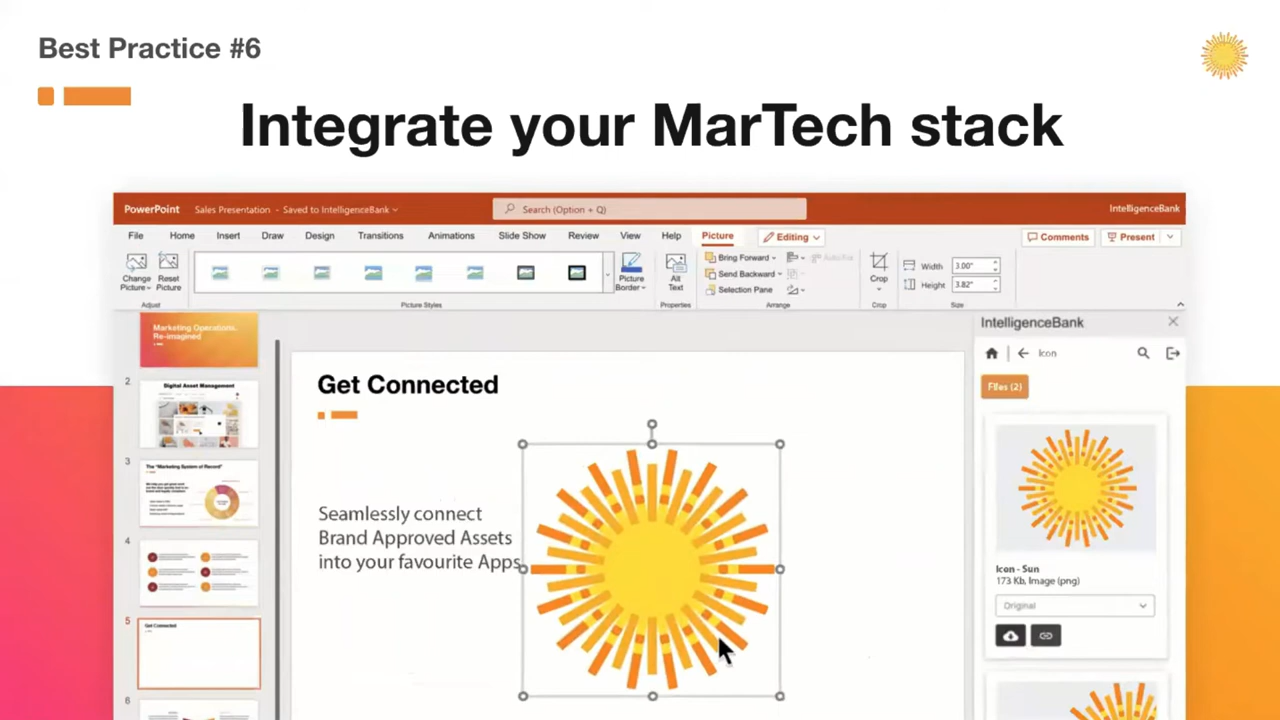 Best Practice #6
Integrate your MarTech stack
PowerPoint Sales Presentation - Saved to IntelligenceBank Search (Option + Q) IntelligenceBank
File Home Insert Draw Design Transitions Animations Slide Show Review View Help Picture Editing Comments Present
Change Picture Reset Picture Picture Border Alt Text Bring Forward Send Backward Selection Pane Crop Width 3.00" Height 3.82"
Adjust Picture Styles Properties Arrange Crop Size
Marketing Operations.
Re-imagined
2
Digital Asset Management
3
The "Marketing System of Record"
4
5
Get Connected
6
Get Connected
Seamlessly connect
Brand Approved Assets
into your favourite Apps
IntelligenceBank
Icon
Files (2)
Icon - Sun
173 Kb, Image (png)
Original